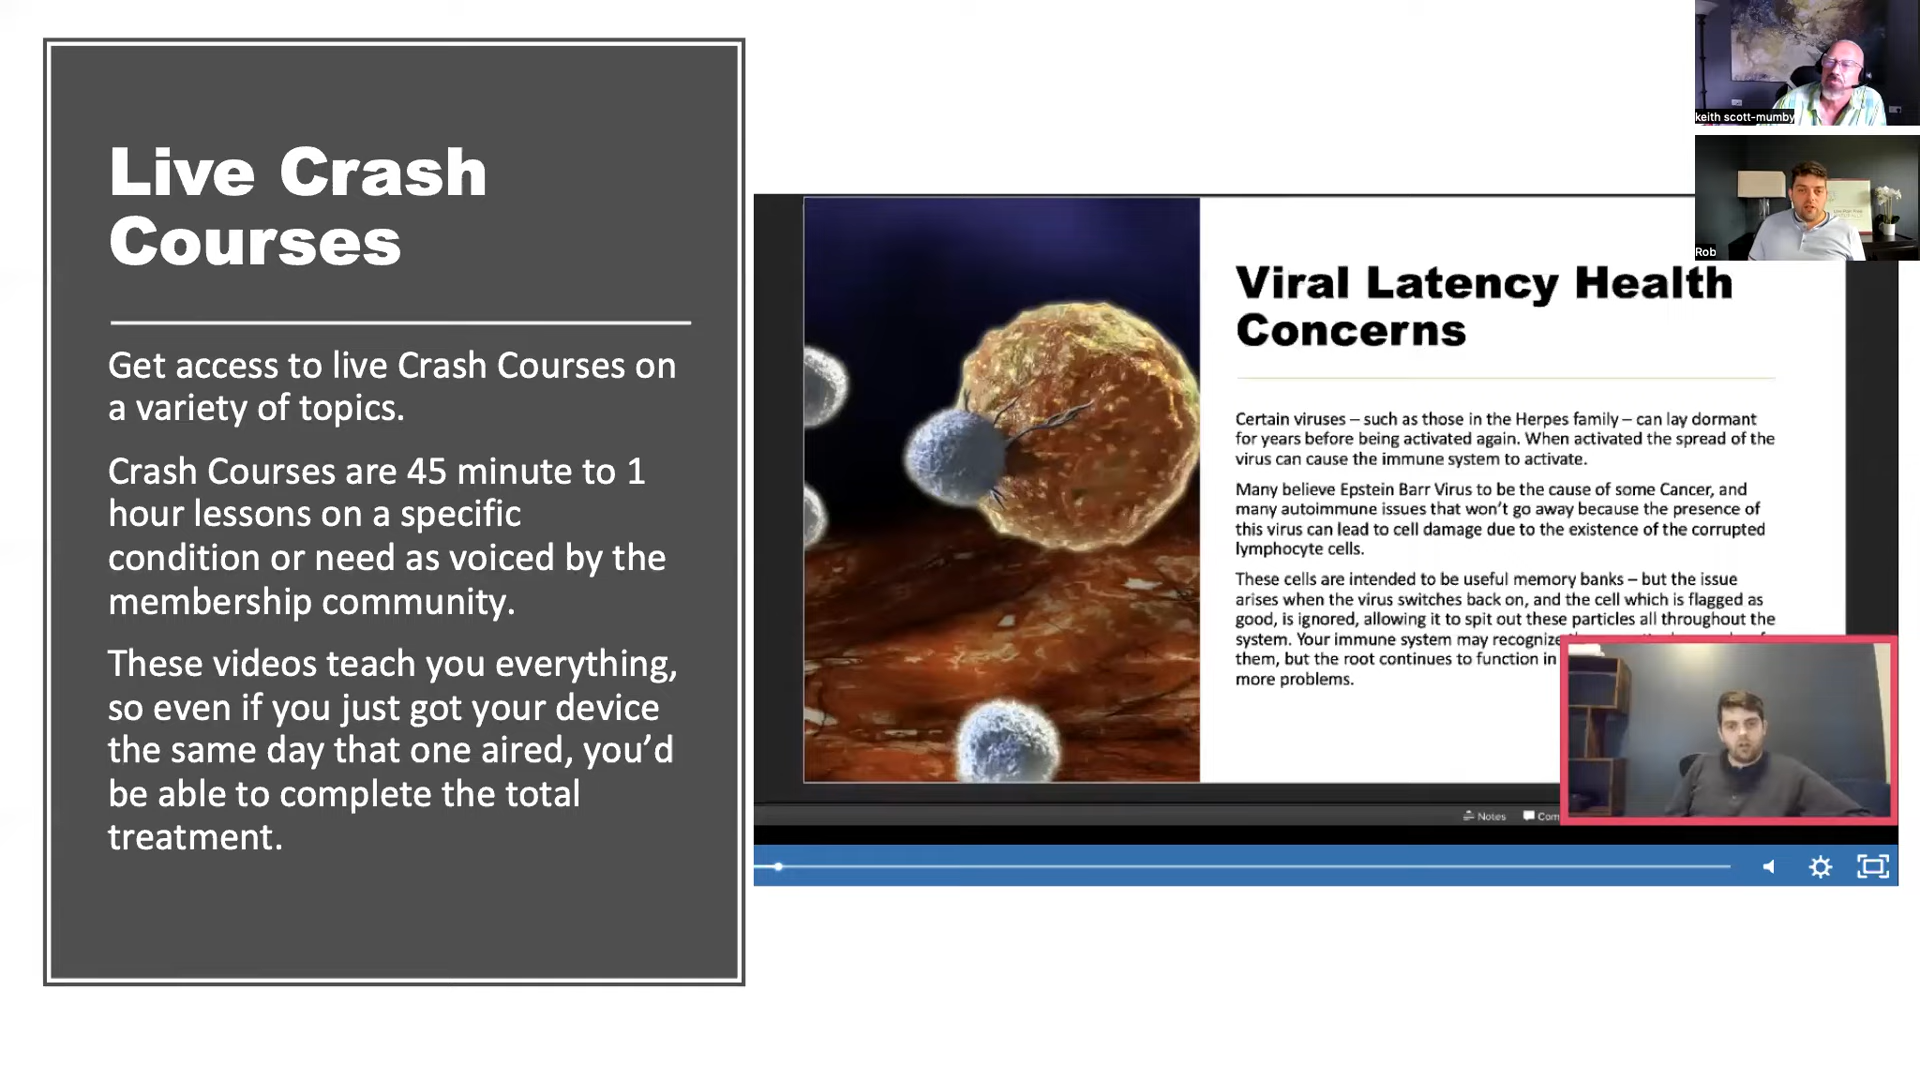 Live Crash
Courses
Get access to live Crash Courses on
a variety of topics.
Crash Courses are 45 minute to 1
hour lessons on a specific
condition or need as voiced by the
membership community.
These videos teach you everything,
so even if you just got your device
the same day that one aired, you’d
be able to complete the total
treatment.
keith scott-mumby
Rob
Viral Latency Health
Concerns
Certain viruses – such as those in the Herpes family – can lay dormant
for years before being activated again. When activated the spread of the
virus can cause the immune system to activate.
Many believe Epstein Barr Virus to be the cause of some Cancer, and
many autoimmune issues that won’t go away because the presence of
this virus can lead to cell damage due to the existence of the corrupted
lymphocyte cells.
These cells are intended to be useful memory banks – but the issue
arises when the virus switches back on, and the cell which is flagged as
good, is ignored, allowing it to spit out these particles all throughout the
system. Your immune system may recognize
them, but the root continues to function in
more problems.
Notes
Com